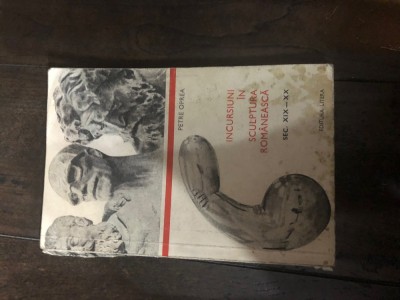 PETRE OPREA
INCURSIUNI
ÎN
SCULPTURA
ROMÂNEASCĂ
SEC. XIX — XX
EDITURA LITERA